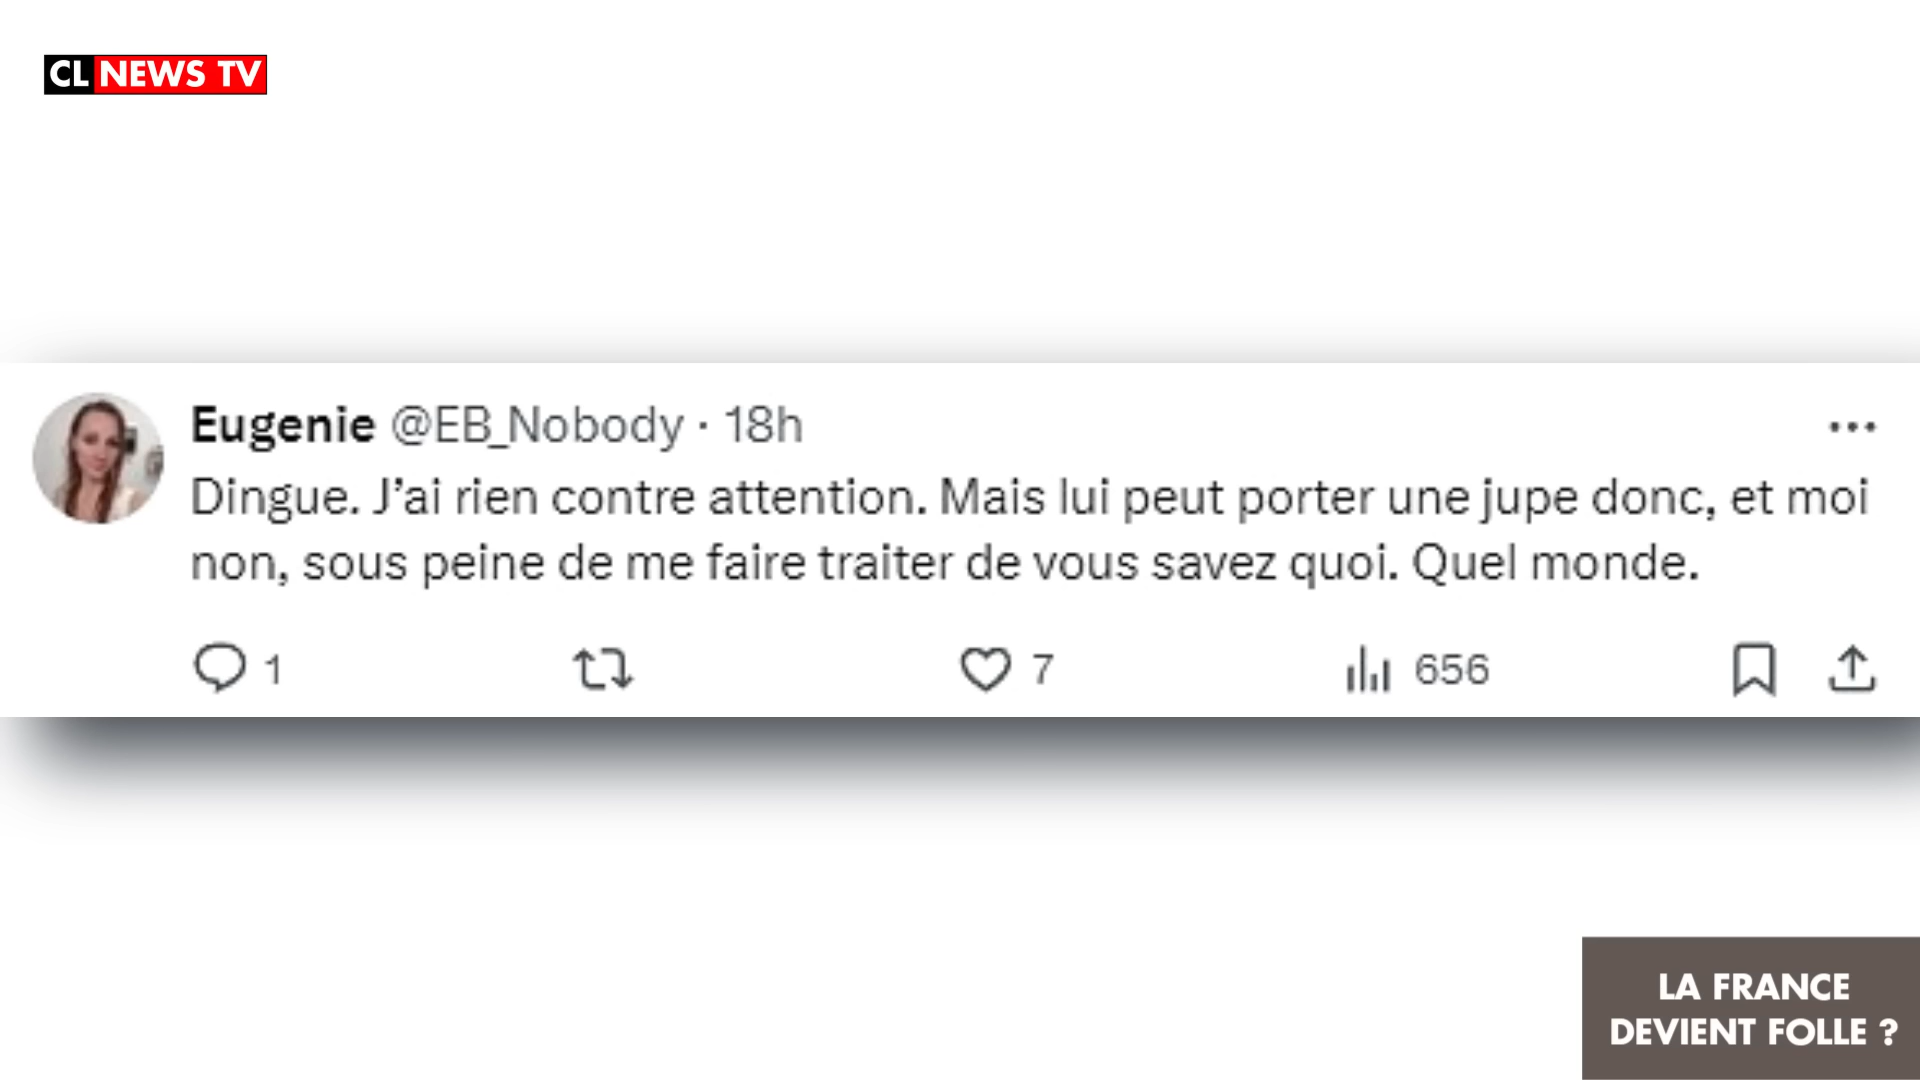 CL NEWS TV
Eugenie @EB_Nobody · 18h
Dingue. J’ai rien contre attention. Mais lui peut porter une jupe donc, et moi
non, sous peine de me faire traiter de vous savez quoi. Quel monde.
1 7 656
LA FRANCE
DEVIENT FOLLE ?